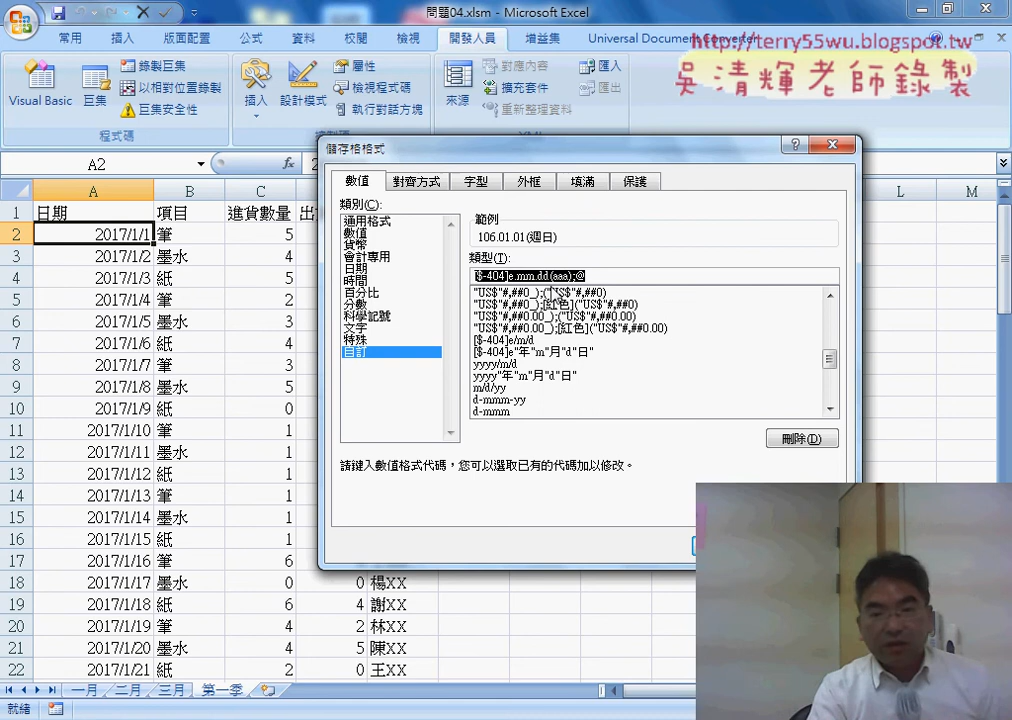 問題04.xlsm - Microsoft Excel
常用 插入 版面配置 公式 資料 校閱 檢視 開發人員 增益集 Universal Document Converter
http://terry55wu.blogspot.tw
吳清輝老師錄製
Visual Basic 巨集 錄製巨集 以相對位置錄製 巨集安全性
插入 設計模式 屬性 檢視程式碼 執行對話方塊
來源 對應內容 擴充套件 重新整理資料 匯入 匯出
程式碼 XML
A2 fx
儲存格格式
數值 對齊方式 字型 外框 填滿 保護
類別(C):
通用格式
數值
貨幣
會計專用
日期
時間
百分比
分數
科學記號
文字
特殊
自訂
範例
106.01.01(週日)
類型(T):
[$-404]e.mm.dd(aaa);@
"US$"#,##0_);("US$"#,##0)
"US$"#,##0_);[紅色]("US$"#,##0)
"US$"#,##0.00_);("US$"#,##0.00)
"US$"#,##0.00_);[紅色]("US$"#,##0.00)
[$-404]e/m/d
[$-404]e"年"m"月"d"日"
yyyy/m/d
yyyy"年"m"月"d"日"
m/d/yy
d-mmm-yy
d-mmm
刪除(D)
請鍵入數值格式代碼，您可以選取已有的代碼加以修改。
A B C L M
1 日期 項目 進貨數量
2 2017/1/1 筆 5
3 2017/1/2 墨水 4
4 2017/1/3 紙 5
5 2017/1/4 筆 2
6 2017/1/5 墨水 3
7 2017/1/6 紙 4
8 2017/1/7 筆 3
9 2017/1/8 墨水 5
10 2017/1/9 紙 0
11 2017/1/10 筆 1
12 2017/1/11 墨水 1
13 2017/1/12 紙 1
14 2017/1/13 筆 1
15 2017/1/14 墨水 1
16 2017/1/15 紙 1
17 2017/1/16 筆 6
18 2017/1/17 墨水 0 0 楊XX
19 2017/1/18 紙 6 4 謝XX
20 2017/1/19 筆 4 2 林XX
21 2017/1/20 墨水 4 5 陳XX
22 2017/1/21 紙 2 0 王XX
一月 二月 三月 第一季
就緒